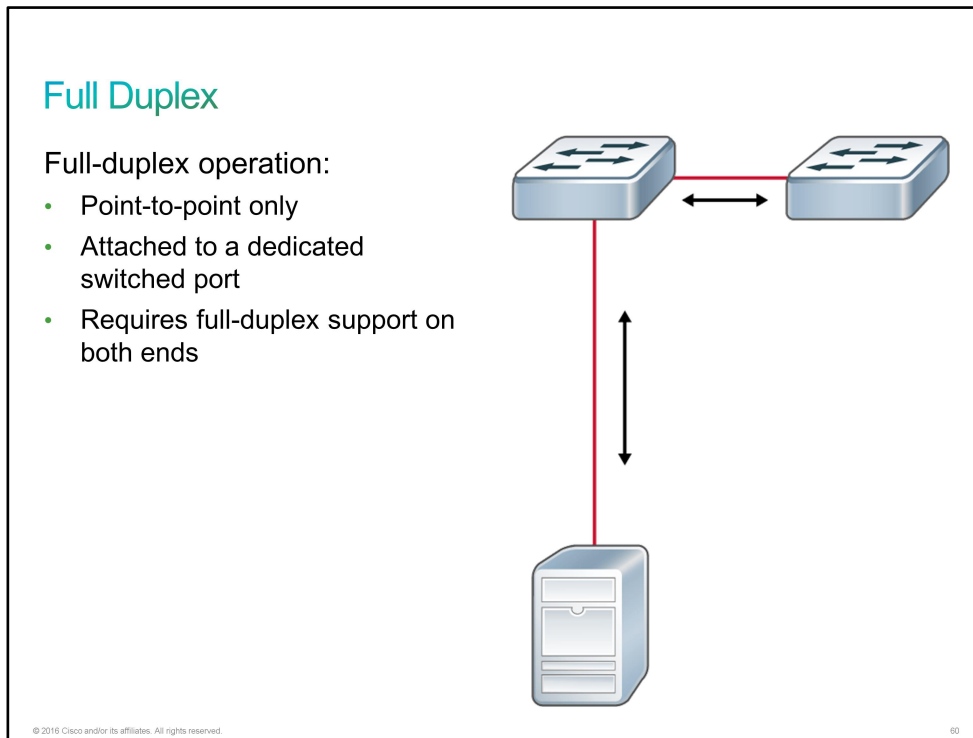 Full Duplex
Full-duplex operation:
• Point-to-point only
• Attached to a dedicated
switched port
• Requires full-duplex support on
both ends
© 2016 Cisco and/or its affiliates. All rights reserved.
60